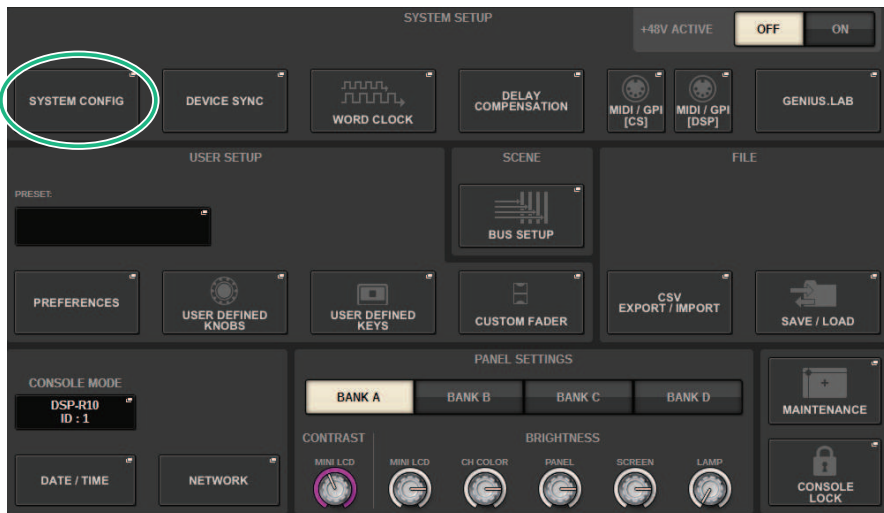 SYSTEM SETUP
+48V ACTIVE
OFF
ON
SYSTEM CONFIG
DEVICE SYNC
WORD CLOCK
DELAY
COMPENSATION
MIDI / GPI
[CS]
MIDI / GPI
[DSP]
GENIUS.LAB
USER SETUP
SCENE
FILE
PRESET:
BUS SETUP
PREFERENCES
USER DEFINED
KNOBS
USER DEFINED
KEYS
CUSTOM FADER
CSV
EXPORT / IMPORT
SAVE / LOAD
CONSOLE MODE
DSP-R10
ID : 1
DATE / TIME
NETWORK
PANEL SETTINGS
BANK A
BANK B
BANK C
BANK D
CONTRAST
BRIGHTNESS
MINI LCD
MINI LCD
CH COLOR
PANEL
SCREEN
LAMP
MAINTENANCE
CONSOLE
LOCK